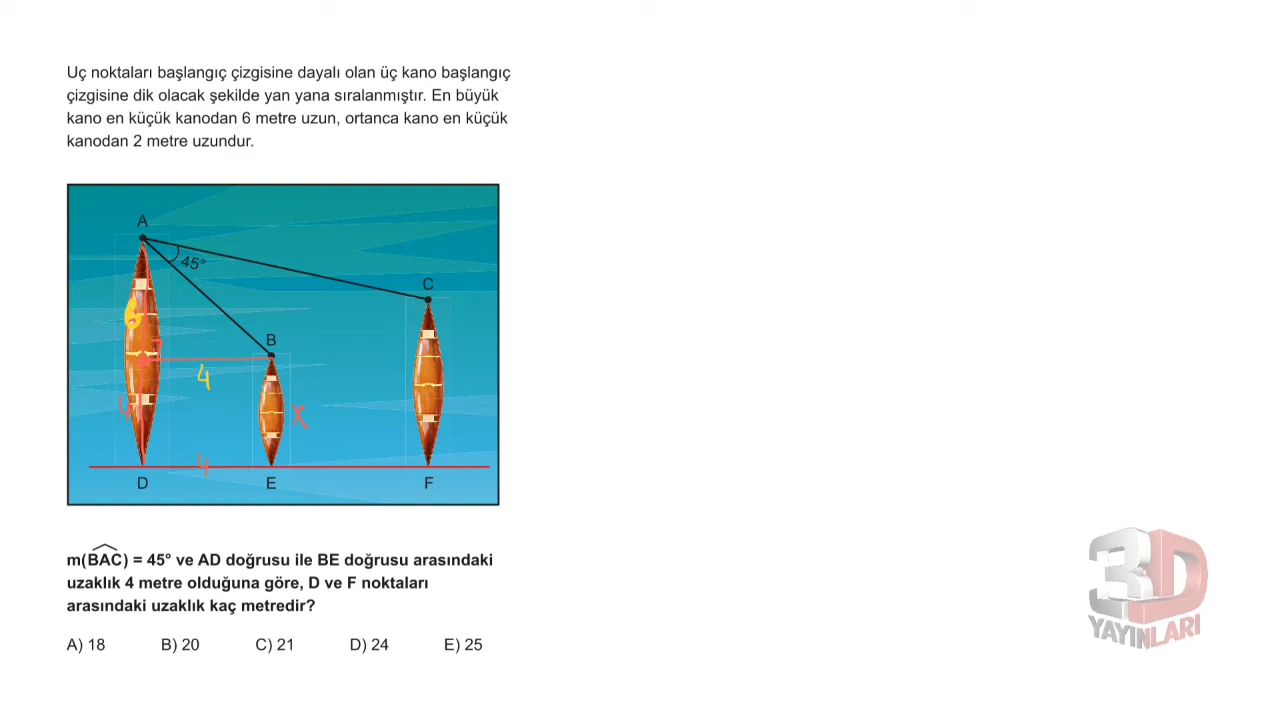 Uç noktaları başlangıç çizgisine dayalı olan üç kano başlangıç
çizgisine dik olacak şekilde yan yana sıralanmıştır. En büyük
kano en küçük kanodan 6 metre uzun, ortanca kano en küçük
kanodan 2 metre uzundur.
A
45°
C
6
B
4
x
4
D E F
m(BAC) = 45° ve AD doğrusu ile BE doğrusu arasındaki
uzaklık 4 metre olduğuna göre, D ve F noktaları
arasındaki uzaklık kaç metredir?
A) 18 B) 20 C) 21 D) 24 E) 25
3D
YAYINLARI